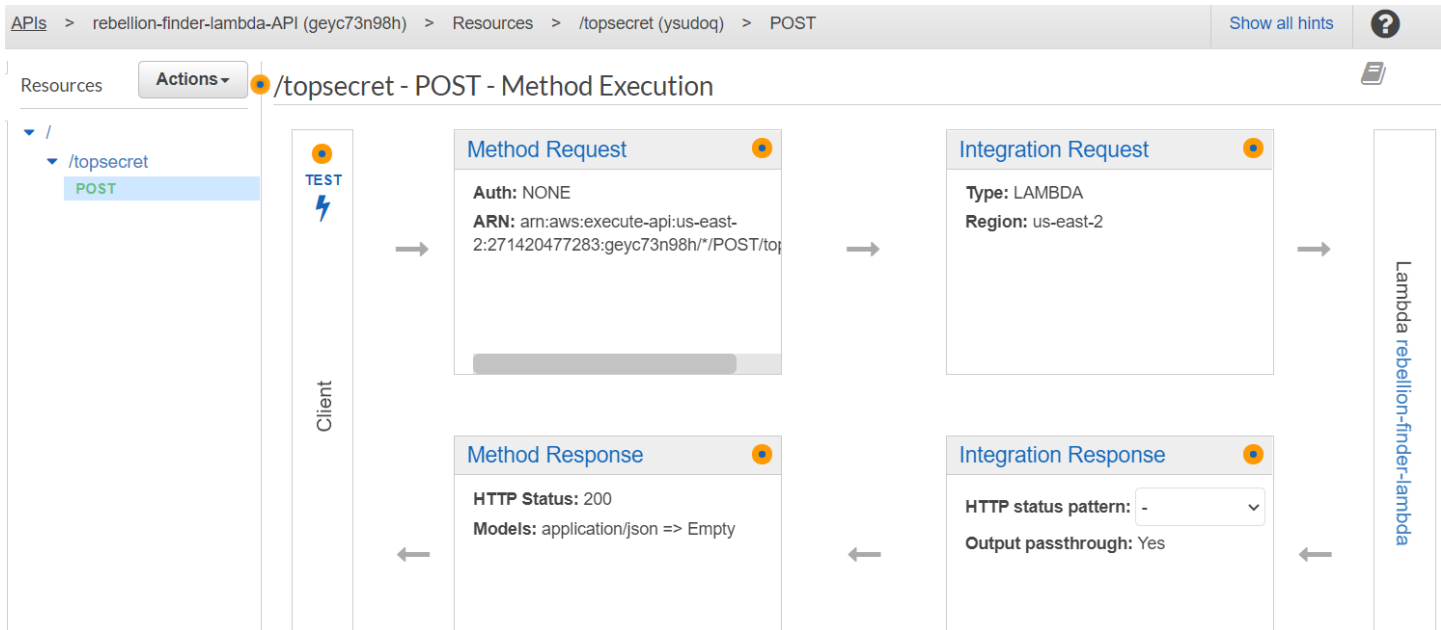 APIs > rebellion-finder-lambda-API (geyc73n98h) > Resources > /topsecret (ysudoq) > POST
Show all hints
?
Resources
Actions
/topsecret - POST - Method Execution
/
/topsecret
POST
TEST
Client
Method Request
Auth: NONE
ARN: arn:aws:execute-api:us-east-
2:271420477283:geyc73n98h/*/POST/top
Integration Request
Type: LAMBDA
Region: us-east-2
Lambda rebellion-finder-lambda
Method Response
HTTP Status: 200
Models: application/json => Empty
Integration Response
HTTP status pattern: -
Output passthrough: Yes